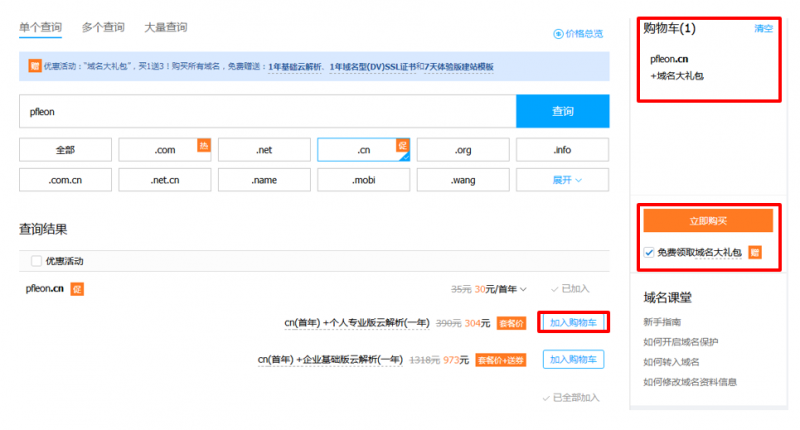 单个查询 多个查询 大量查询
价格总览
赠 优惠活动："域名大礼包"，买1送3！购买所有域名，免费赠送：1年基础云解析、1年域名型(DV)SSL证书和7天体验版建站模板
pfleon 查询
全部 .com 热 .net .cn 促 .org .info
.com.cn .net.cn .name .mobi .wang 展开
查询结果
优惠活动
pfleon.cn 促 35元 30元/首年 已加入
cn(首年) +个人专业版云解析(一年) 390元 304元 套餐价 加入购物车
cn(首年) +企业基础版云解析(一年) 1318元 973元 套餐价+送券 加入购物车
已全部加入
购物车(1) 清空
pfleon.cn
+域名大礼包
立即购买
免费领取域名大礼包 赠
域名课堂
新手指南
如何开启域名保护
如何转入域名
如何修改域名资料信息